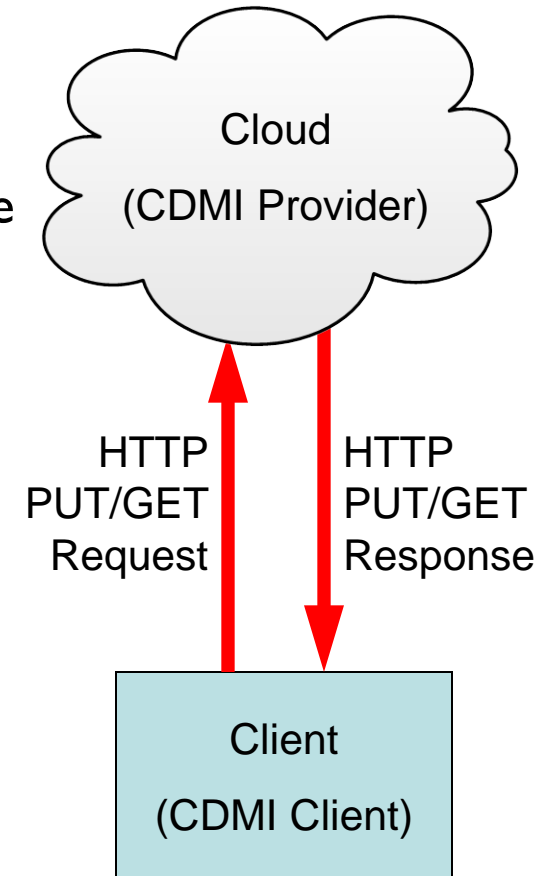 Cloud
(CDMI Provider)
e
HTTP
PUT/GET
Request
HTTP
PUT/GET
Response
Client
(CDMI Client)